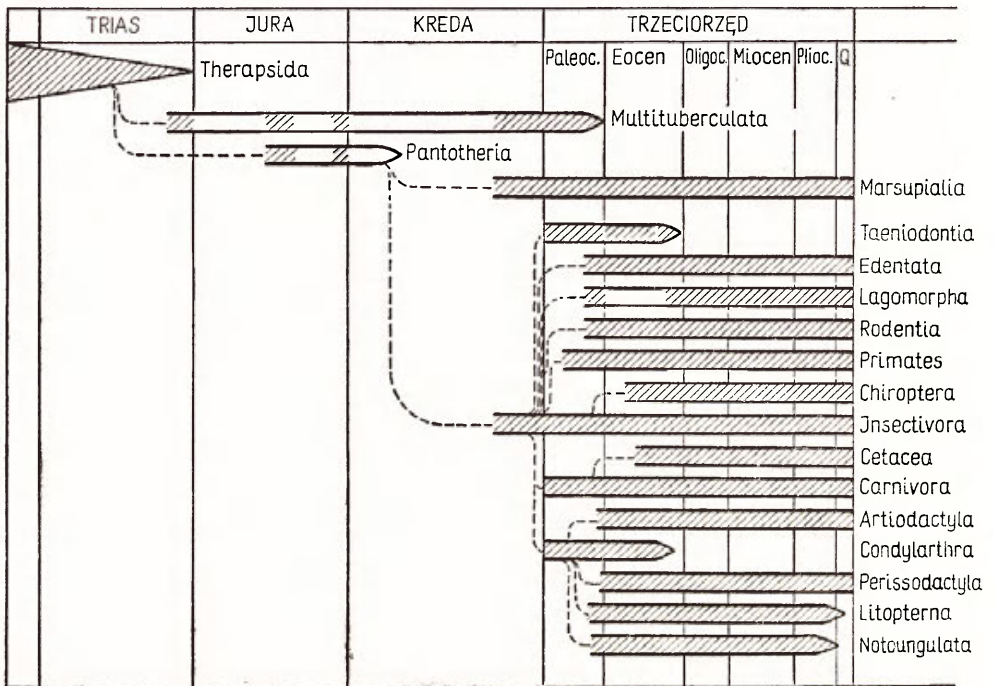 TRIAS JURA KREDA TRZECIORZĘD
Paleoc. Eocen Oligoc. Miocen Plioc. Q
Therapsida
Multituberculata
Pantotheria
Marsupialia
Taeniodontia
Edentata
Lagomorpha
Rodentia
Primates
Chiroptera
Jnsectivora
Cetacea
Carnivora
Artiodactyla
Condylarthra
Perissodactyla
Litopterna
Notoungulata